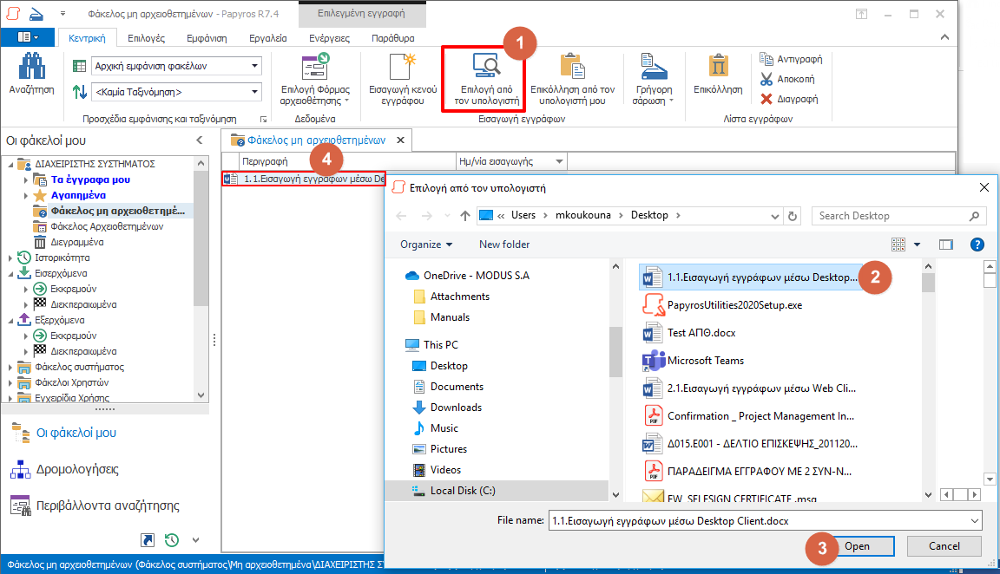 Φάκελος μη αρχειοθετημένων - Papyros R7.4
Επιλεγμένη εγγραφή
Κεντρική
Επιλογές
Εμφάνιση
Εργαλεία
Ενέργειες
Παράθυρα
Αναζήτηση
Αρχική εμφάνιση φακέλων
<Καμία Ταξινόμηση>
Προσχέδια εμφάνισης και ταξινόμηση
Επιλογή Φόρμας
αρχειοθέτησης
Δεδομένα
Εισαγωγή κενού
εγγράφου
1
Επιλογή από
τον υπολογιστή
Επικόλληση από τον
υπολογιστή μου
Γρήγορη
σάρωση
Εισαγωγή εγγράφων
Επικόλληση
Αντιγραφή
Αποκοπή
Διαγραφή
Λίστα εγγράφων
Οι φάκελοί μου
ΔΙΑΧΕΙΡΙΣΤΗΣ ΣΥΣΤΗΜΑΤΟΣ
Τα έγγραφα μου
Αγαπημένα
Φάκελος μη αρχειοθετημέ...
Φάκελος Αρχειοθετημένων
Διεγραμμένα
Ιστορικότητα
Εισερχόμενα
Εκκρεμούν
Διεκπεραιωμένα
Εξερχόμενα
Εκκρεμούν
Διεκπεραιωμένα
Φάκελος συστήματος
Φάκελοι Χρηστών
Εγχειρίδια Χρήσης
Οι φάκελοί μου
Δρομολογήσεις
Περιβάλλοντα αναζήτησης
Φάκελος μη αρχειοθετημένων
Περιγραφή
4
Ημ/νία εισαγωγής
1.1.Εισαγωγή εγγράφων μέσω De
Επιλογή από τον υπολογιστή
« Users > mkoukouna > Desktop >
Search Desktop
Organize
New folder
OneDrive - MODUS S.A
Attachments
Manuals
This PC
Desktop
Documents
Downloads
Music
Pictures
Videos
Local Disk (C:)
1.1.Εισαγωγή εγγράφων μέσω Desktop...
2
PapyrosUtilities2020Setup.exe
Test ΑΠΘ.docx
Microsoft Teams
2.1.Εισαγωγή εγγράφων μέσω Web Cli...
Confirmation _ Project Management In...
Δ015.Ε001 - ΔΕΛΤΙΟ ΕΠΙΣΚΕΨΗΣ_201120...
ΠΑΡΑΔΕΙΓΜΑ ΕΓΓΡΑΦΟΥ ΜΕ 2 ΣΥΝ-Ν...
FW_SELFSIGN CERTIFICATE .msg
File name:
1.1.Εισαγωγή εγγράφων μέσω Desktop Client.docx
3
Open
Cancel
Φάκελος μη αρχειοθετημένων (Φάκελος συστήματος\Μη αρχειοθετημένα\ΔΙΑΧΕΙΡΙΣΤΗΣ ΣΥ